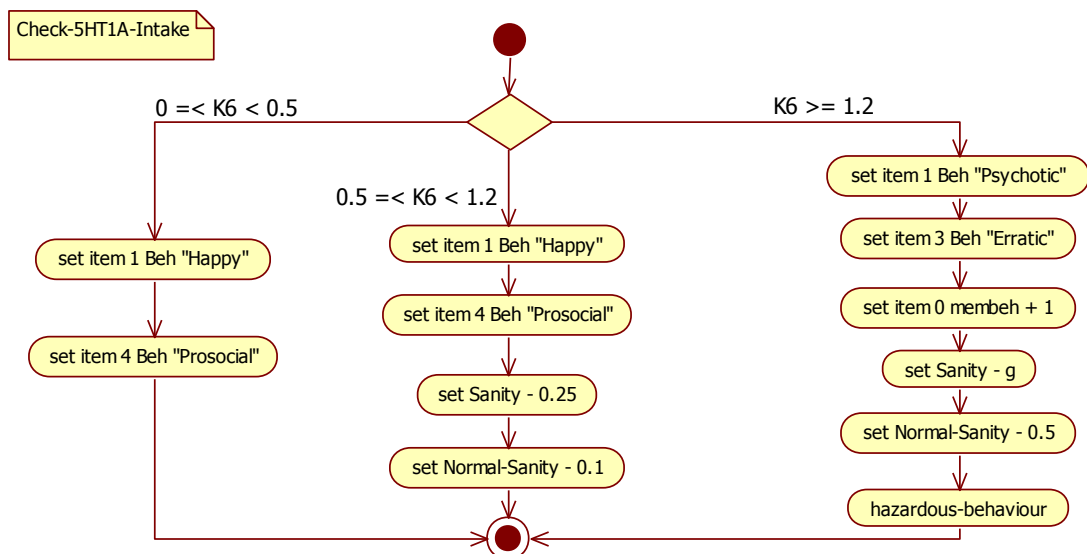 Check-5HT1A-Intake
0 =< K6 < 0.5
K6 >= 1.2
0.5 =< K6 < 1.2
set item 1 Beh "Happy"
set item 4 Beh "Prosocial"
set item 1 Beh "Happy"
set item 4 Beh "Prosocial"
set Sanity - 0.25
set Normal-Sanity - 0.1
set item 1 Beh "Psychotic"
set item 3 Beh "Erratic"
set item 0 membeh + 1
set Sanity - g
set Normal-Sanity - 0.5
hazardous-behaviour